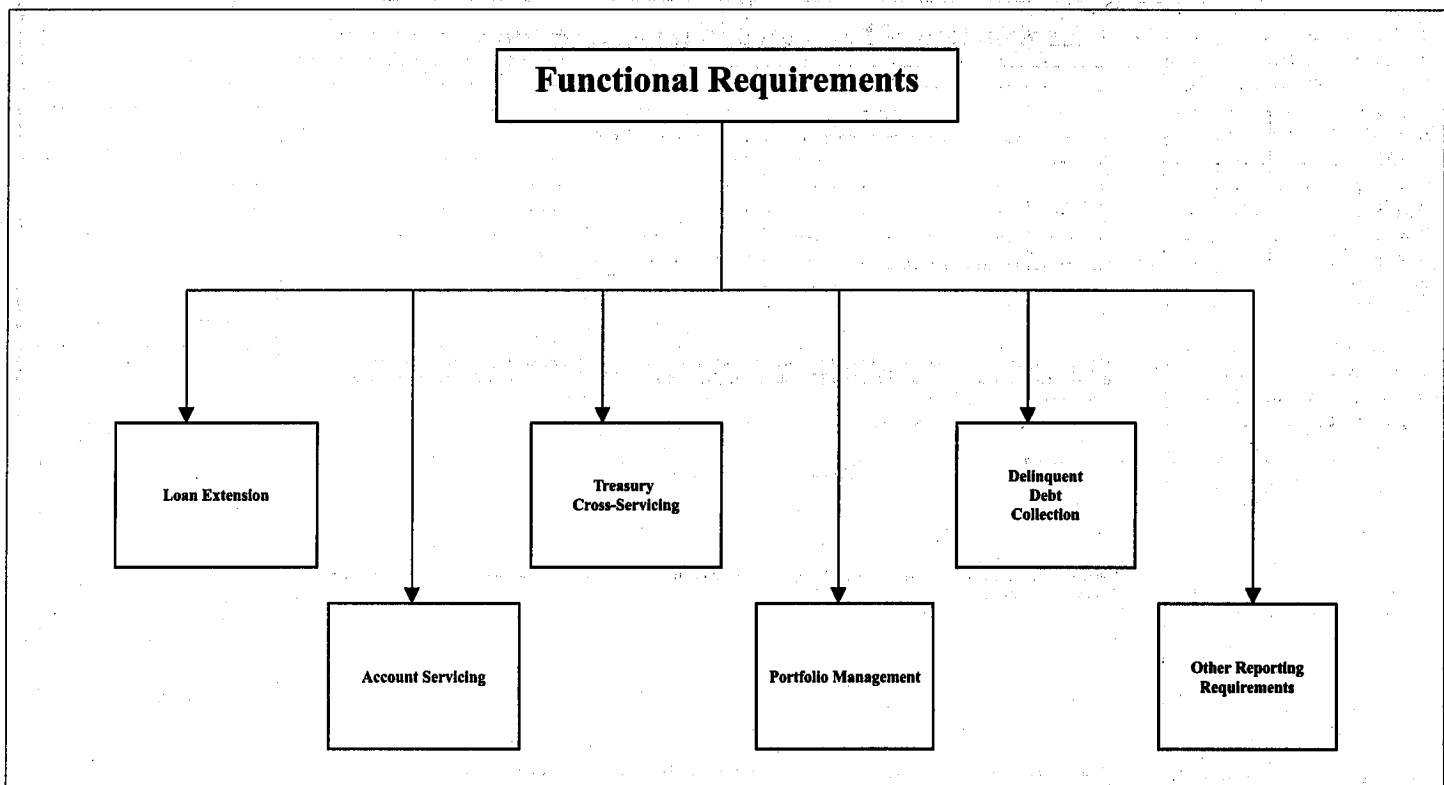 Functional Requirements
Loan Extension
Treasury
Cross-Servicing
Delinquent
Debt
Collection
Account Servicing
Portfolio Management
Other Reporting
Requirements